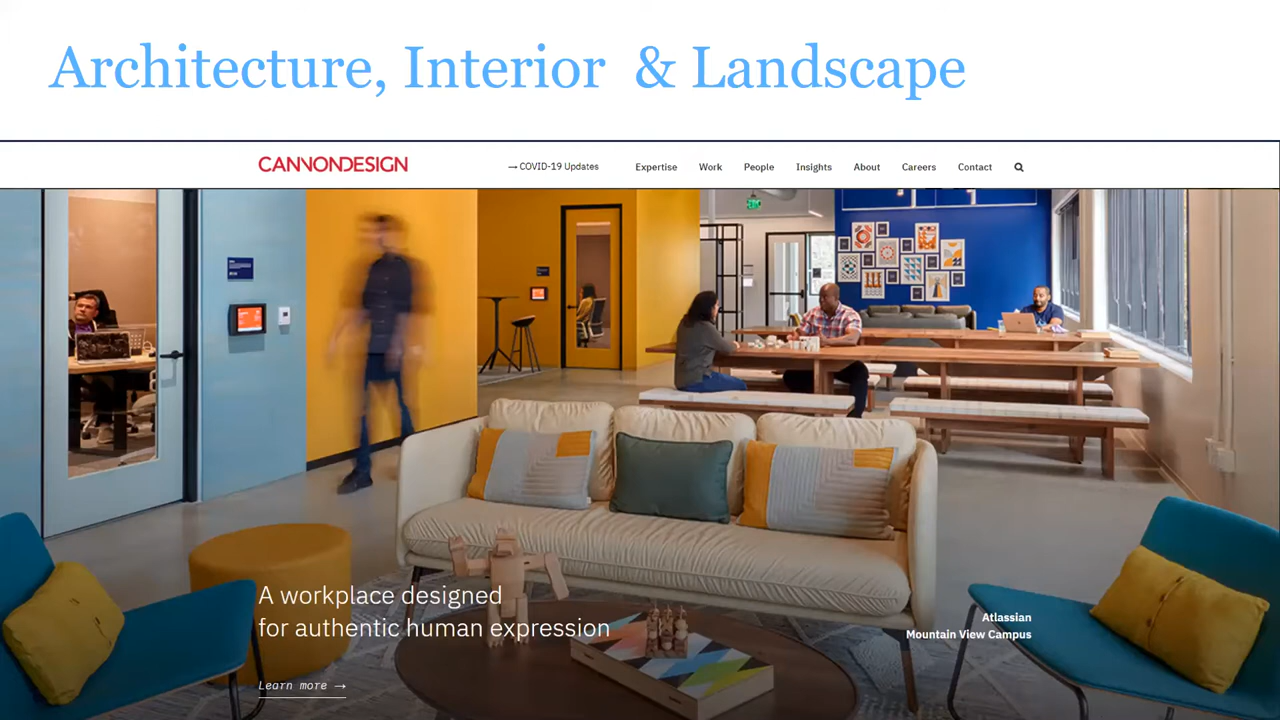 Architecture, Interior & Landscape
CANNONDESIGN
→ COVID-19 Updates Expertise Work People Insights About Careers Contact
A workplace designed
for authentic human expression
Atlassian
Mountain View Campus
Learn more →